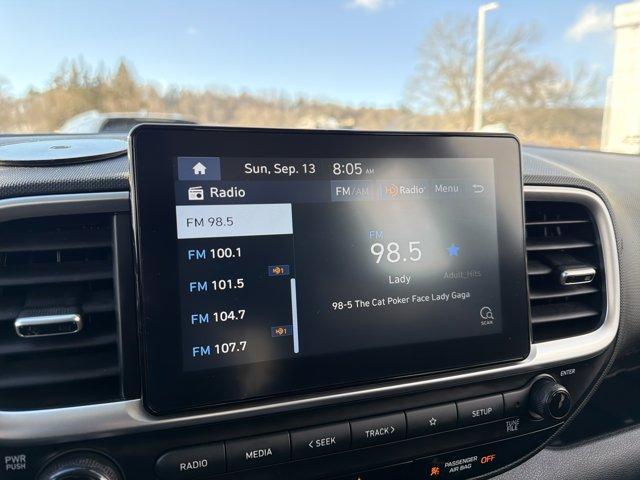 Sun, Sep. 13 8:05 AM
Radio FM/AM HD Radio Menu
FM 98.5
FM 100.1
HD1
FM 101.5
FM 104.7
HD1
FM 107.7
FM
98.5
Lady
Adult_Hits
98-5 The Cat Poker Face Lady Gaga
SCAN
ENTER
PWR
PUSH
RADIO
MEDIA
< SEEK
TRACK >
SETUP
TUNE
FILE
PASSENGER
AIR BAG
OFF